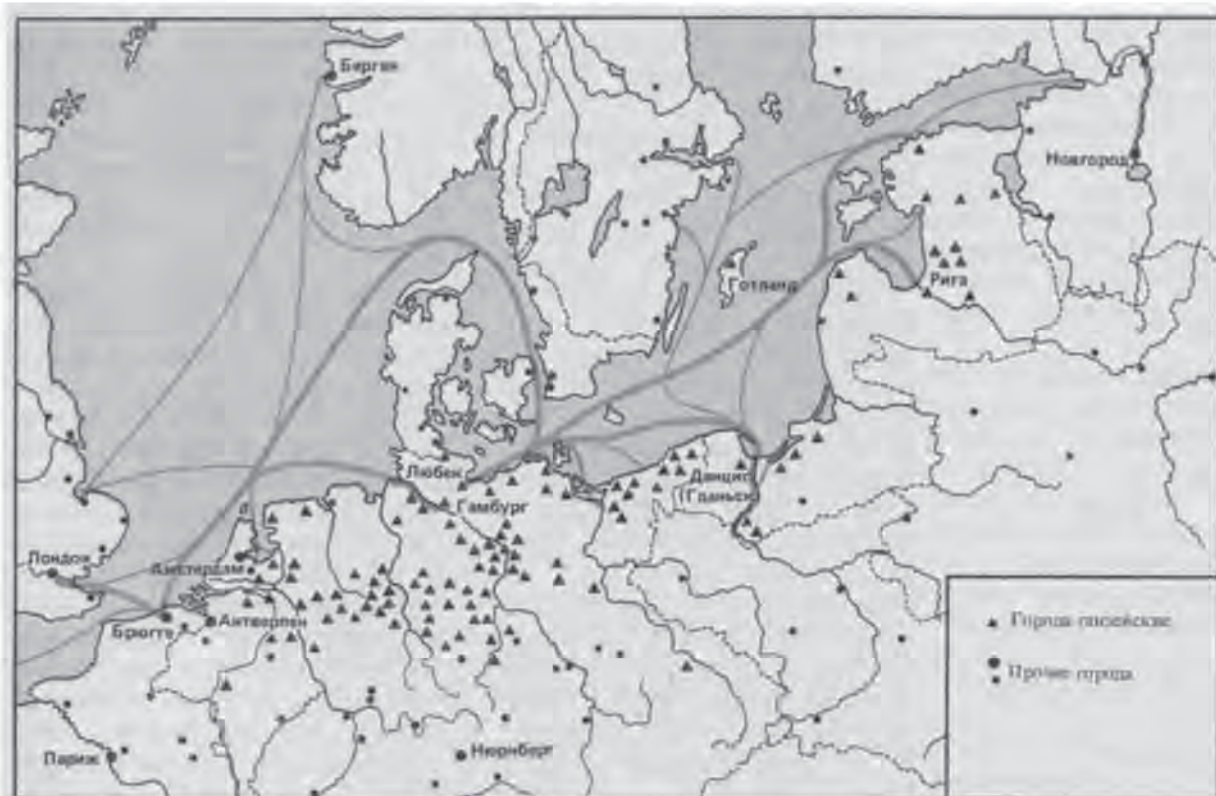 Берген
Новгород
Готланд
Рига
Любек
Гамбург
Данциг
(Гданьск)
Лондон
Амстердам
Брюгге
Антверпен
Города ганзейские
Прочие города
Париж
Нюрнберг